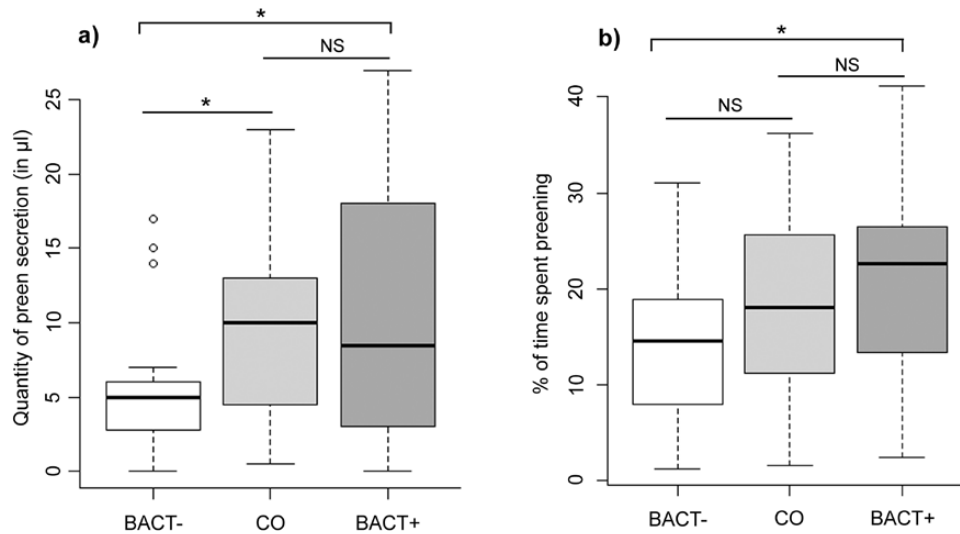 a)
*
NS
*
Quantity of preen secretion (in µl)
25
20
15
10
5
0
BACT- CO BACT+
b)
*
NS
NS
% of time spent preening
40
30
20
10
0
BACT- CO BACT+